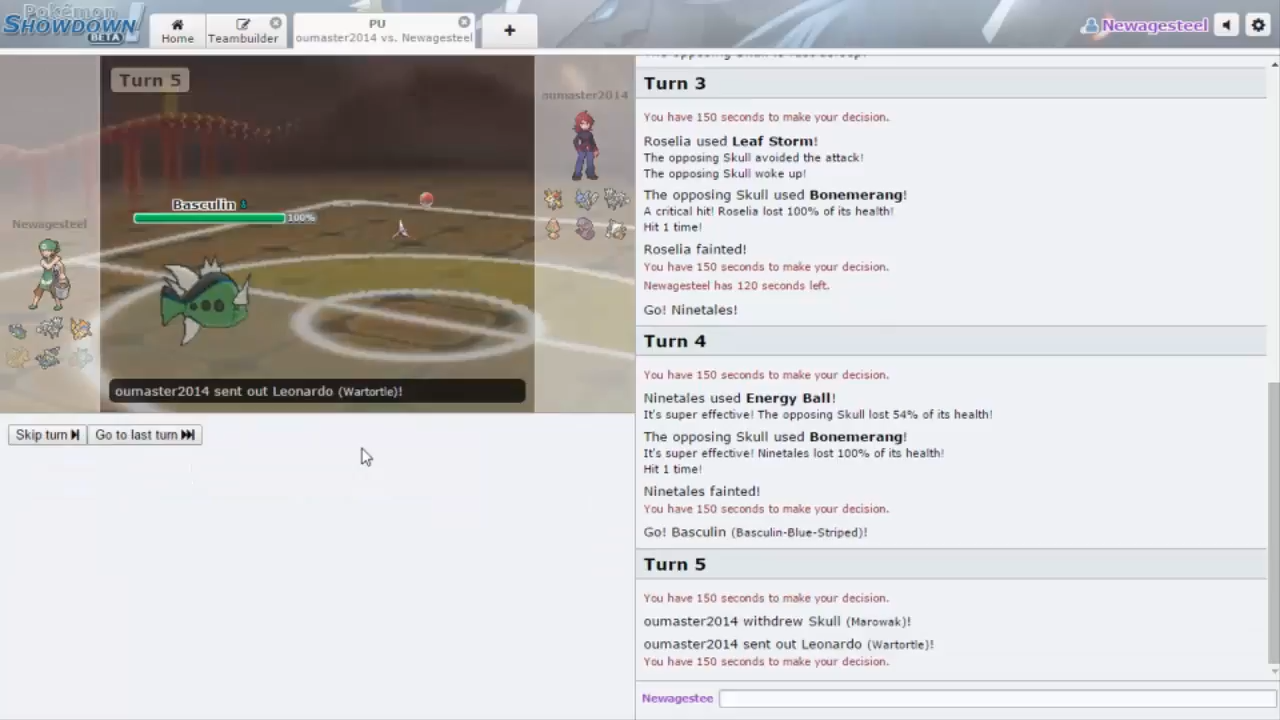 Pokémon
SHOWDOWN
BETA
Home
Teambuilder
PU
oumaster2014 vs. Newagesteel
+
Newagesteel
Turn 5
oumaster2014
Basculin
100%
Newagesteel
oumaster2014 sent out Leonardo (Wartortle)!
Skip turn
Go to last turn
Turn 3
You have 150 seconds to make your decision.
Roselia used Leaf Storm!
The opposing Skull avoided the attack!
The opposing Skull woke up!
The opposing Skull used Bonemerang!
A critical hit! Roselia lost 100% of its health!
Hit 1 time!
Roselia fainted!
You have 150 seconds to make your decision.
Newagesteel has 120 seconds left.
Go! Ninetales!
Turn 4
You have 150 seconds to make your decision.
Ninetales used Energy Ball!
It's super effective! The opposing Skull lost 54% of its health!
The opposing Skull used Bonemerang!
It's super effective! Ninetales lost 100% of its health!
Hit 1 time!
Ninetales fainted!
You have 150 seconds to make your decision.
Go! Basculin (Basculin-Blue-Striped)!
Turn 5
You have 150 seconds to make your decision.
oumaster2014 withdrew Skull (Marowak)!
oumaster2014 sent out Leonardo (Wartortle)!
You have 150 seconds to make your decision.
Newagestee